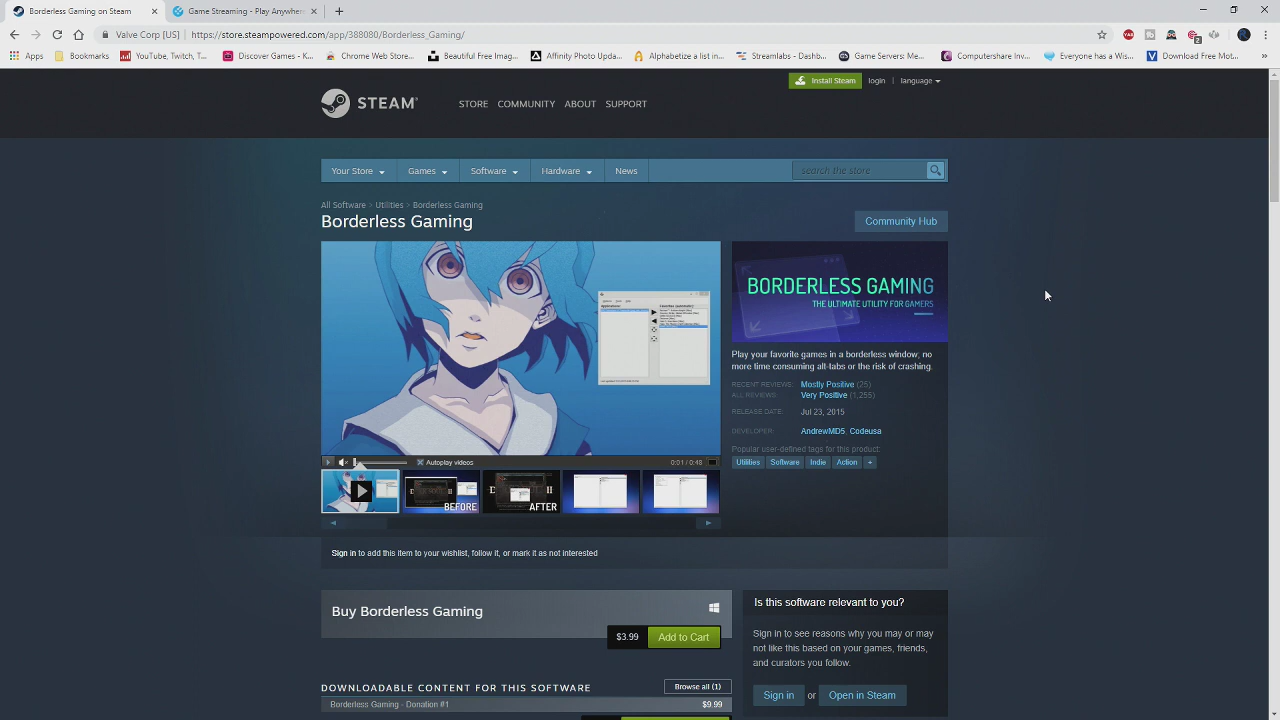 Borderless Gaming on Steam
Game Streaming - Play Anywhere
Valve Corp [US] | https://store.steampowered.com/app/388080/Borderless_Gaming/
Apps
Bookmarks
YouTube, Twitch, T...
Discover Games - K...
Beautiful Free Imag...
Affinity Photo Upda...
Alphabetize a list in...
Streamlabs - Dashb...
Game Server Me...
Computershare Inv...
Everyone has a Wis...
Download Free Mot...
Install Steam
login | language
STEAM
STORE COMMUNITY ABOUT SUPPORT
Your Store Games Software Hardware News
search the store
All Software > Utilities > Borderless Gaming
Borderless Gaming
Community Hub
BORDERLESS GAMING
THE ULTIMATE UTILITY FOR GAMERS
Play your favorite games in a borderless window; no
more time consuming alt-tabs or the risk of crashing.
RECENT REVIEWS: Mostly Positive (25)
ALL REVIEWS: Very Positive (1,255)
RELEASE DATE: Jul 23, 2015
DEVELOPER: AndrewMD5, Codeusa
Popular user-defined tags for this product:
Utilities Software Indie Action +
Autoplay videos
0:01 / 0:48
BEFORE
AFTER
Sign in to add this item to your wishlist, follow it, or mark it as not interested
Buy Borderless Gaming
$3.99 Add to Cart
Is this software relevant to you?
Sign in to see reasons why you may or may
not like this based on your games, friends,
and curators you follow.
Sign in or Open in Steam
DOWNLOADABLE CONTENT FOR THIS SOFTWARE
Browse all (1)
Borderless Gaming - Donation #1
$9.99